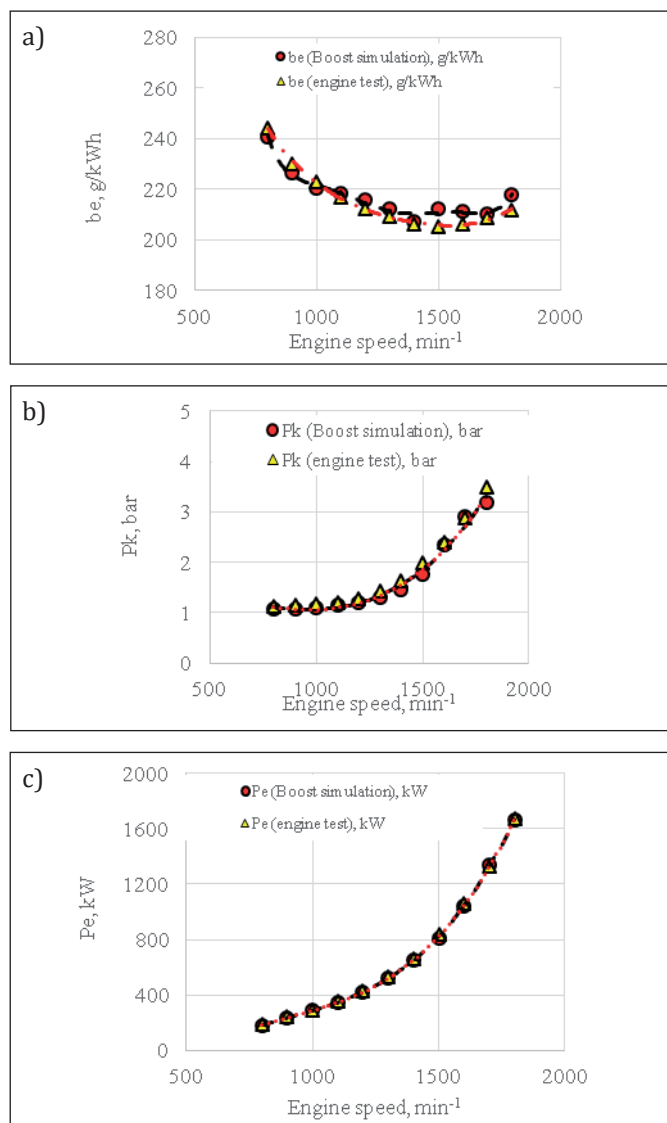 a)
280
be (Boost simulation), g/kWh
be (engine test), g/kWh
260
240
be, g/kWh
220
200
180
500 1000 1500 2000
Engine speed, min-1
b)
5
Pk (Boost simulation), bar
4
Pk (engine test), bar
3
Pk, bar
2
1
0
500 1000 1500 2000
Engine speed, min-1
c)
2000
Pe (Boost simulation), kW
Pe (engine test), kW
1600
1200
Pe, kW
800
400
0
500 1000 1500 2000
Engine speed, min-1